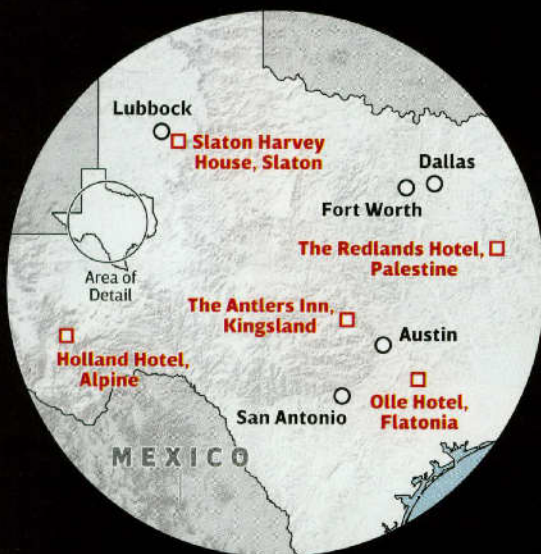 Lubbock
Slaton Harvey
House, Slaton
Dallas
Fort Worth
The Redlands Hotel,
Palestine
Area of
Detail
The Antlers Inn,
Kingsland
Austin
Holland Hotel,
Alpine
San Antonio
Olle Hotel,
Flatonia
MEXICO